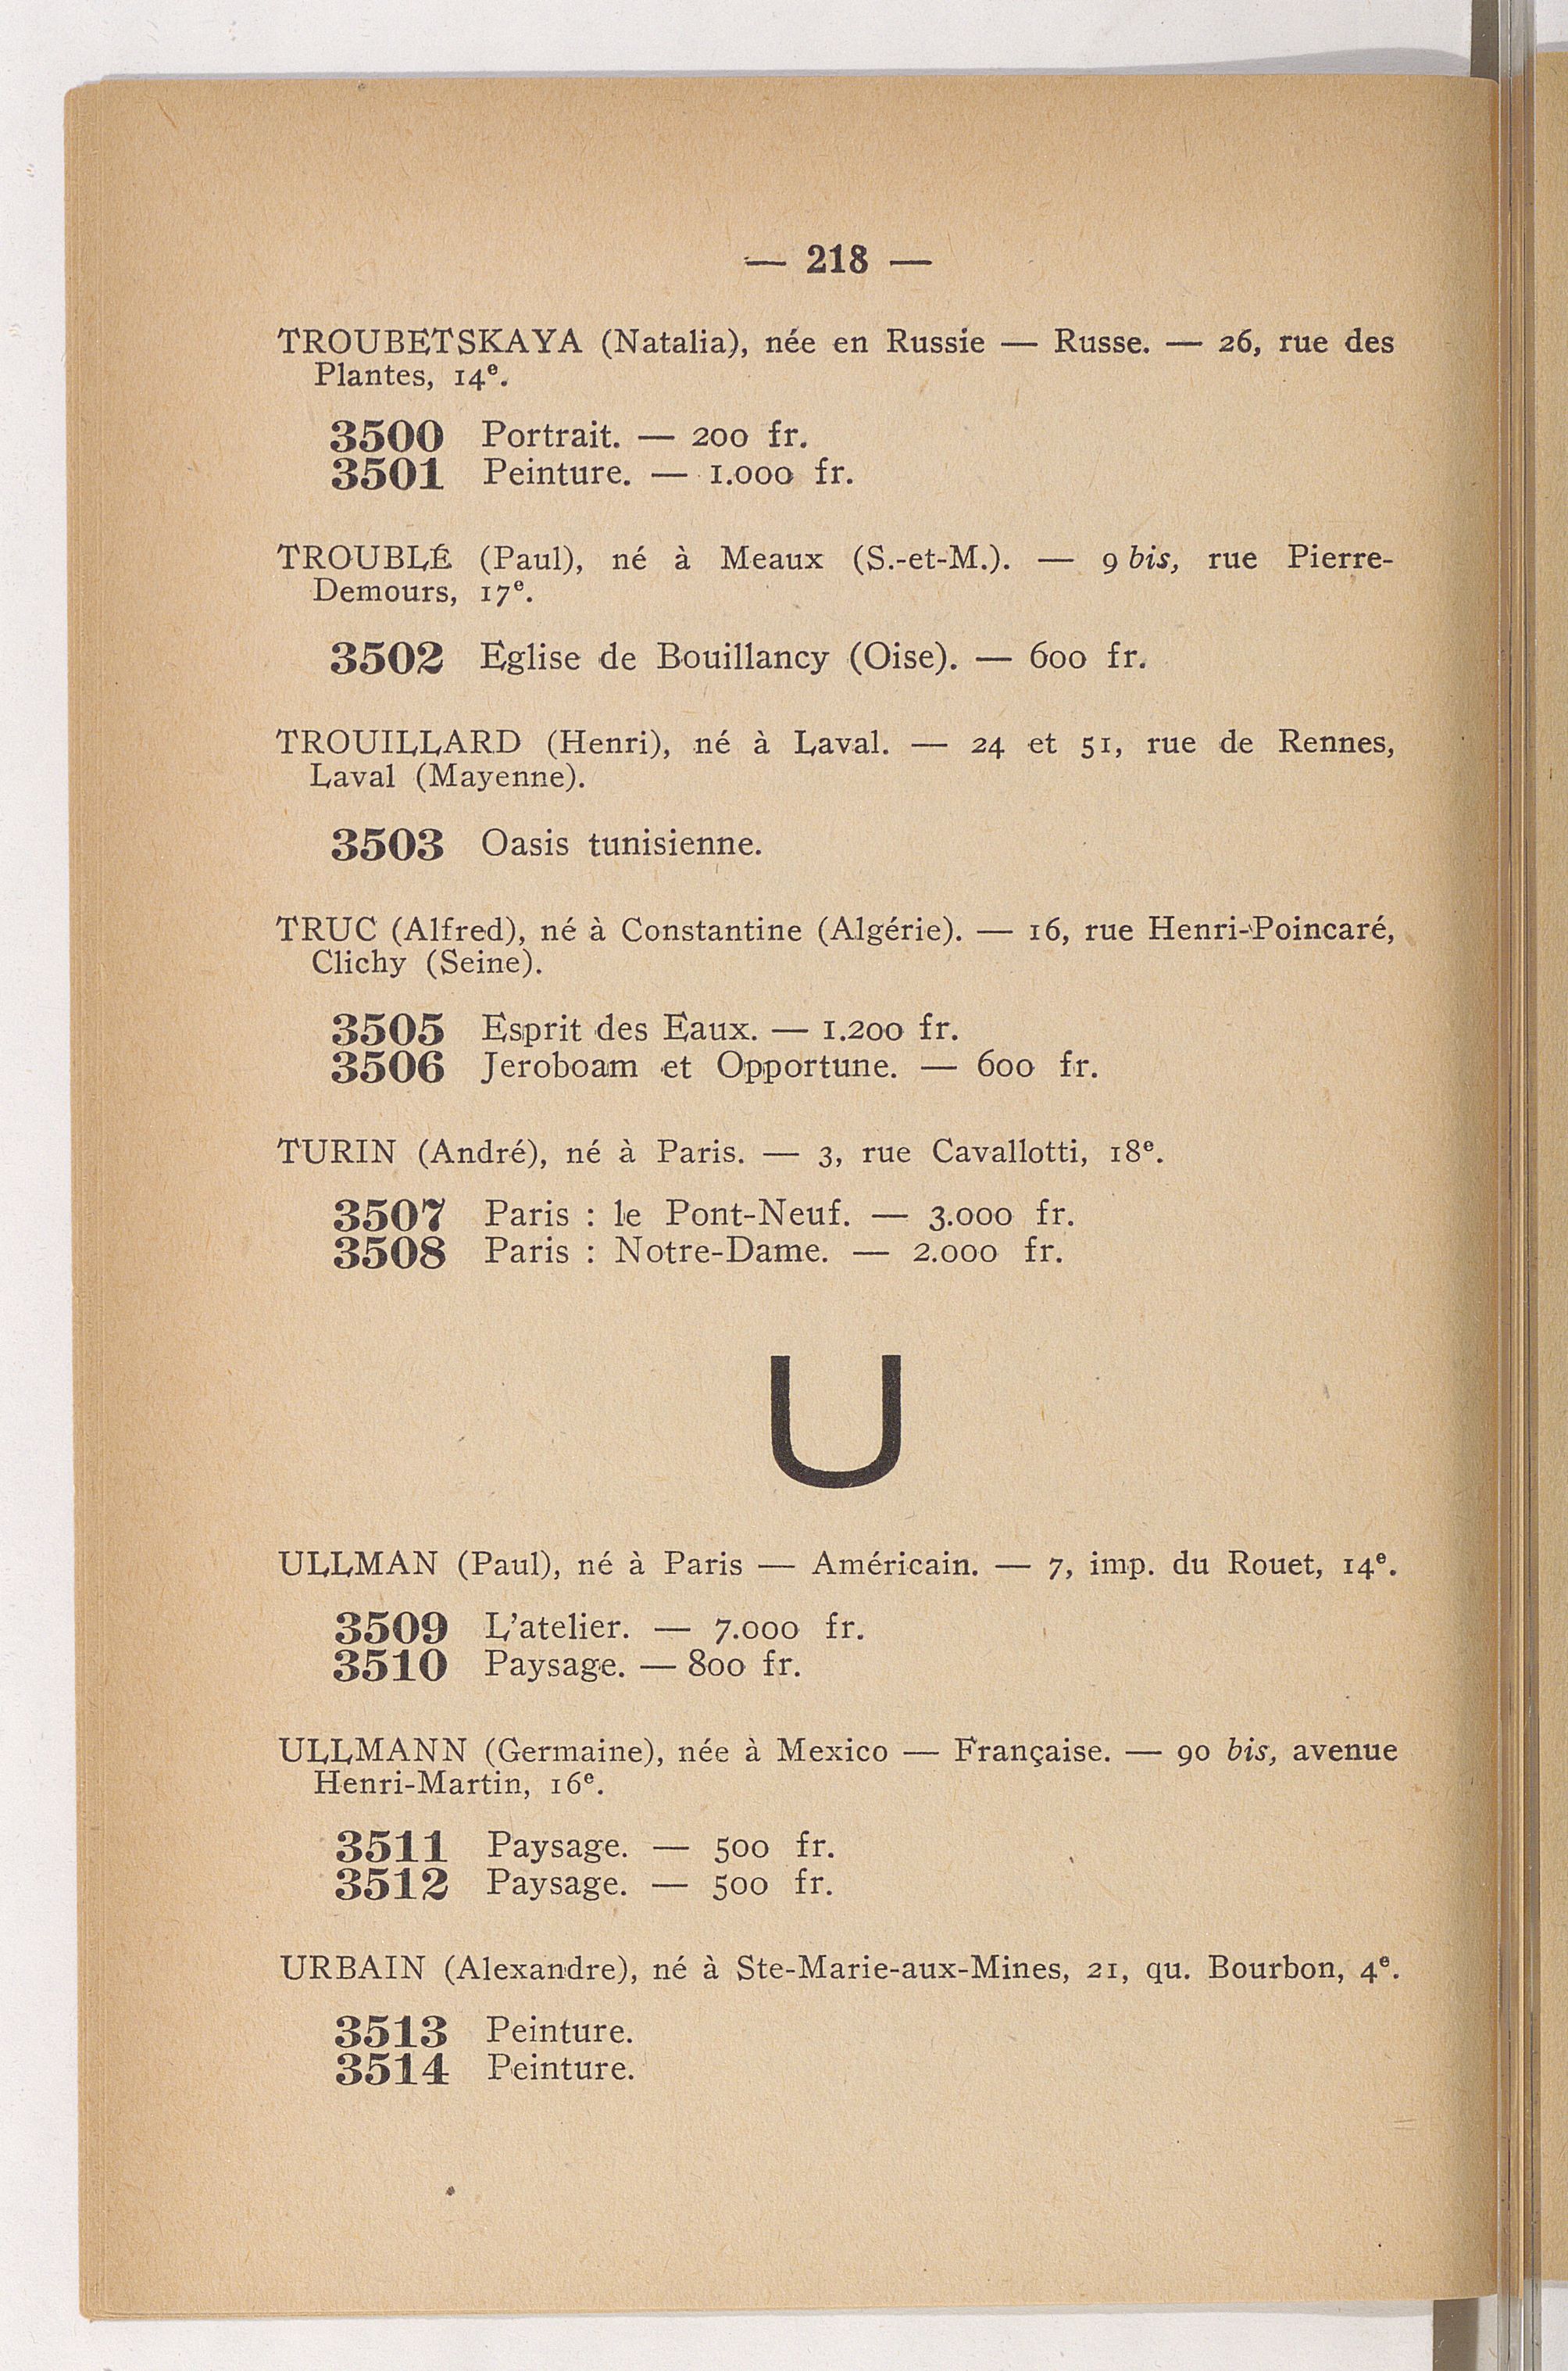 — 218 —
TROUBETSKAYA (Natalia), née en Russie — Russe. — 26, rue des
Plantes, 14e.
3500 Portrait. — 200 fr.
3501 Peinture. — 1.000 fr.
TROUBLÉ (Paul), né à Meaux (S.-et-M.). — 9 bis, rue Pierre-
Demours, 17e.
3502 Eglise de Bouillancy (Oise). — 600 fr.
TROUILLARD (Henri), né à Laval. — 24 et 51, rue de Rennes,
Laval (Mayenne).
3503 Oasis tunisienne.
TRUC (Alfred), né à Constantine (Algérie). — 16, rue Henri-Poincaré,
Clichy (Seine).
3505 Esprit des Eaux. — 1.200 fr.
3506 Jeroboam et Opportune. — 600 fr.
TURIN (André), né à Paris. — 3, rue Cavallotti, 18e.
3507 Paris : le Pont-Neuf. — 3.000 fr.
3508 Paris : Notre-Dame. — 2.000 fr.
U
ULLMAN (Paul), né à Paris — Américain. — 7, imp. du Rouet, 14e.
3509 L'atelier. — 7.000 fr.
3510 Paysage. — 800 fr.
ULLMANN (Germaine), née à Mexico — Française. — 90 bis, avenue
Henri-Martin, 16e.
3511 Paysage. — 500 fr.
3512 Paysage. — 500 fr.
URBAIN (Alexandre), né à Ste-Marie-aux-Mines, 21, qu. Bourbon, 4e.
3513 Peinture.
3514 Peinture.